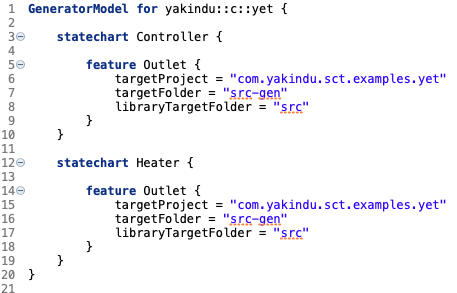 1 GeneratorModel for yakindu::c::yet {
2
3 statechart Controller {
4
5 feature Outlet {
6 targetProject = "com.yakindu.sct.examples.yet"
7 targetFolder = "src-gen"
8 libraryTargetFolder = "src"
9 }
10 }
11
12 statechart Heater {
13
14 feature Outlet {
15 targetProject = "com.yakindu.sct.examples.yet"
16 targetFolder = "src-gen"
17 libraryTargetFolder = "src"
18 }
19 }
20 }
21